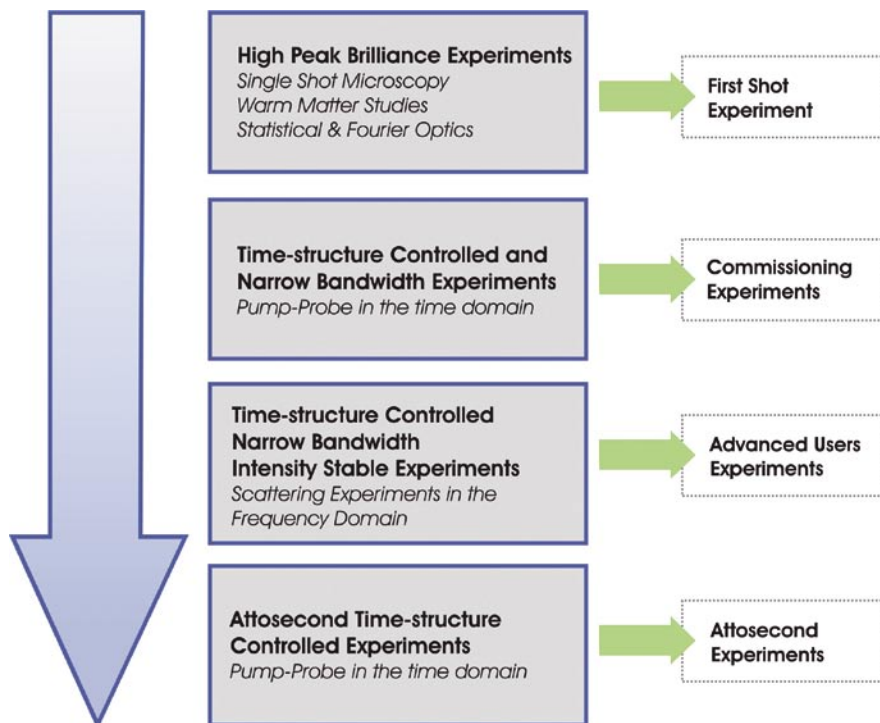 High Peak Brilliance Experiments
Single Shot Microscopy
Warm Matter Studies
Statistical & Fourier Optics
First Shot
Experiment
Time-structure Controlled and
Narrow Bandwidth Experiments
Pump-Probe in the time domain
Commissioning
Experiments
Time-structure Controlled
Narrow Bandwidth
Intensity Stable Experiments
Scattering Experiments in the
Frequency Domain
Advanced Users
Experiments
Attosecond Time-structure
Controlled Experiments
Pump-Probe in the time domain
Attosecond
Experiments